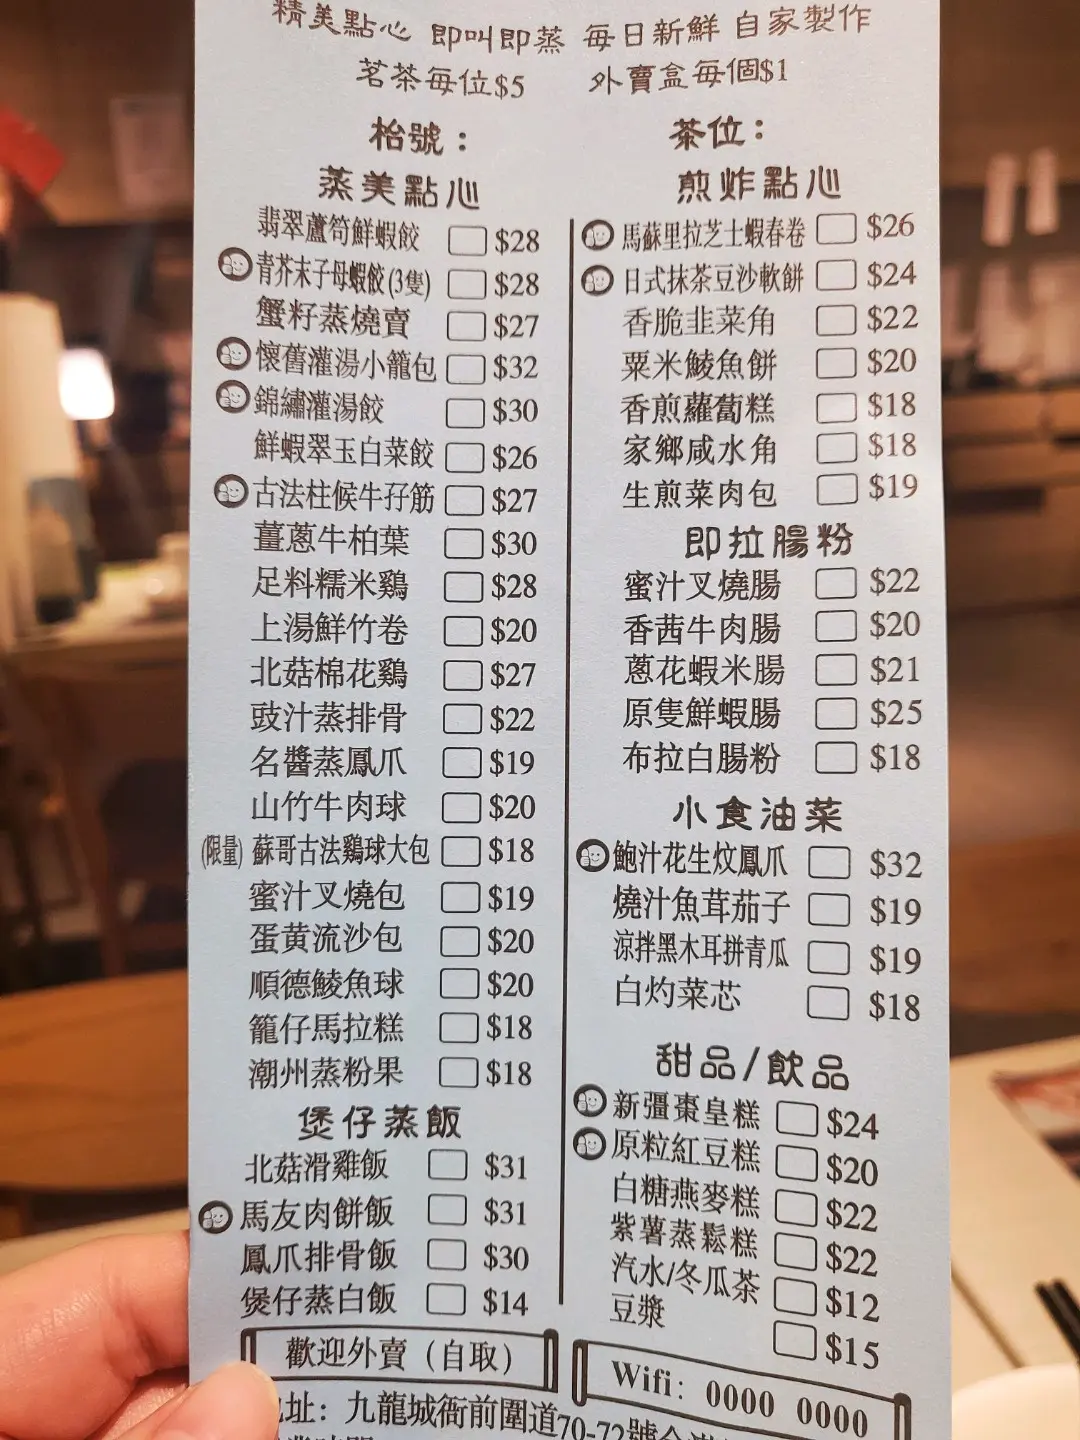 精美點心 即叫即蒸 每日新鮮 自家製作
茗茶每位$5 外賣盒每個$1
枱號：
茶位：
蒸美點心
翡翠蘆筍鮮蝦餃 $28
青芥末子母蝦餃(3隻) $28
蟹籽蒸燒賣 $27
懷舊灌湯小籠包 $32
錦繡灌湯餃 $30
鮮蝦翠玉白菜餃 $26
古法柱候牛孖筋 $27
薑蔥牛柏葉 $30
足料糯米鷄 $28
上湯鮮竹卷 $20
北菇棉花鷄 $27
豉汁蒸排骨 $22
名醬蒸鳳爪 $19
山竹牛肉球 $20
(限量) 蘇哥古法鷄球大包 $18
蜜汁叉燒包 $19
蛋黄流沙包 $20
順德鯪魚球 $20
籠仔馬拉糕 $18
潮州蒸粉果 $18
煲仔蒸飯
北菇滑雞飯 $31
馬友肉餅飯 $31
鳳爪排骨飯 $30
煲仔蒸白飯 $14
歡迎外賣（自取）
煎炸點心
馬蘇里拉芝士蝦春卷 $26
日式抹茶豆沙軟餅 $24
香脆韭菜角 $22
粟米鯪魚餅 $20
香煎蘿蔔糕 $18
家鄉咸水角 $18
生煎菜肉包 $19
即拉腸粉
蜜汁叉燒腸 $22
香茜牛肉腸 $20
蔥花蝦米腸 $21
原隻鮮蝦腸 $25
布拉白腸粉 $18
小食油菜
鮑汁花生炆鳳爪 $32
燒汁魚茸茄子 $19
涼拌黑木耳拼青瓜 $19
白灼菜芯 $18
甜品/飲品
新彊棗皇糕 $24
原粒紅豆糕 $20
白糖燕麥糕 $22
紫薯蒸鬆糕 $22
汽水/冬瓜茶 $12
豆漿 $15
Wifi: 0000 0000
址：九龍城衙前圍道70-72號